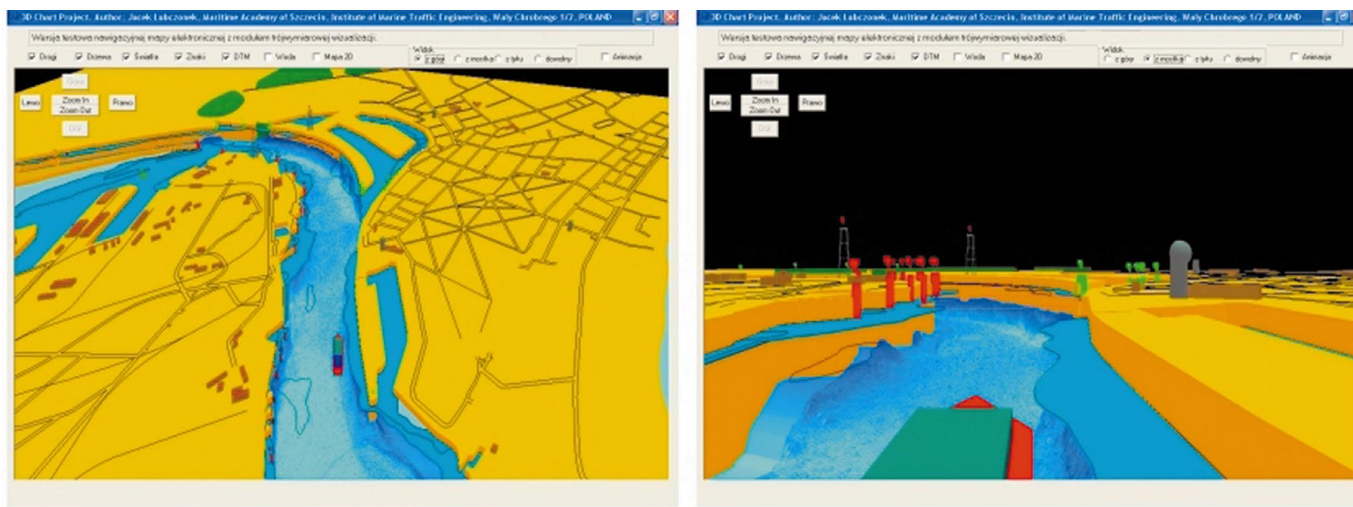 3D Chart Project. Author: Jacek Lubczonek, Maritime Academy of Szczecin, Institute of Marine Traffic Engineering, Waly Chrobrego 1/2, POLAND
Wersja testowa nawigacyjnej mapy elektronicznej z modułem trójwymiarowej wizualizacji.
Widok
Drogi Drzewa Światła Znaki DTM Woda Mapa 2D z góry z mostka z tyłu dowolny Animacja
Góra
Lewo Zoom In Prawo
Zoom Out
Dół
3D Chart Project. Author: Jacek Lubczonek, Maritime Academy of Szczecin, Institute of Marine Traffic Engineering, Waly Chrobrego 1/2, POLAND
Wersja testowa nawigacyjnej mapy elektronicznej z modułem trójwymiarowej wizualizacji.
Widok
Drogi Drzewa Światła Znaki DTM Woda Mapa 2D z góry z mostka z tyłu dowolny Animacja
Góra
Lewo Zoom In Prawo
Zoom Out
Dół